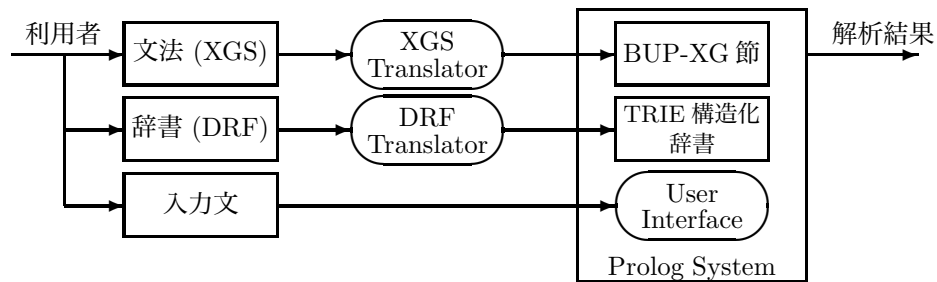 利用者
文法 (XGS)
XGS
Translator
BUP-XG 節
解析結果
辞書 (DRF)
DRF
Translator
TRIE 構造化
辞書
入力文
User
Interface
Prolog System